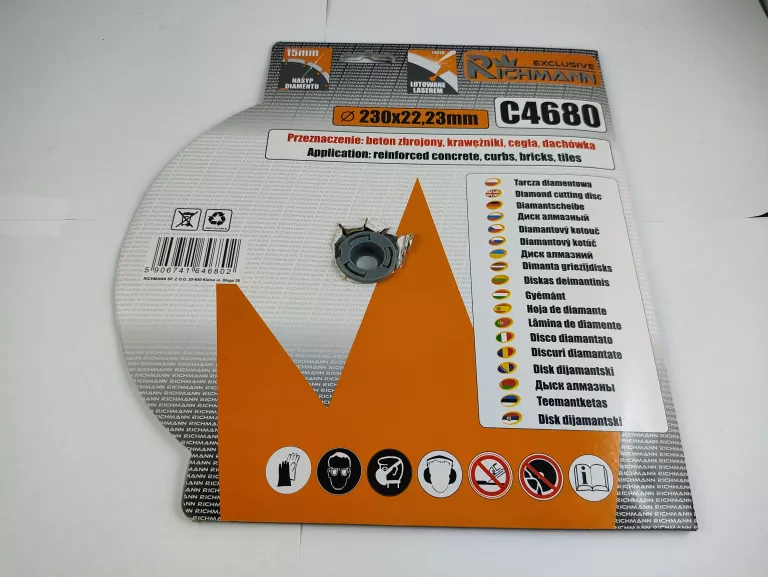 15mm
NASYP
DIAMENTU
LASER
LUTOWANE
LASEREM
EXCLUSIVE
RICHMANN
Ø 230x22,23mm
C4680
Przeznaczenie: beton zbrojony, krawężniki, cegła, dachówka
Application: reinforced concrete, curbs, bricks, tiles
Tarcza diamentowa
Diamond cutting disc
Diamantscheibe
Диск алмазный
Diamantový kotouč
Diamantový kotúč
Диск алмазний
Dimanta griezējdisks
Diskas deimantinis
Gyémánt
Hoja de diamante
Lâmina de diamente
Disco diamantato
Discuri diamantate
Disk dijamantski
Дыск алмазны
Teemantketas
Disk dijamantski
5 906741 646802